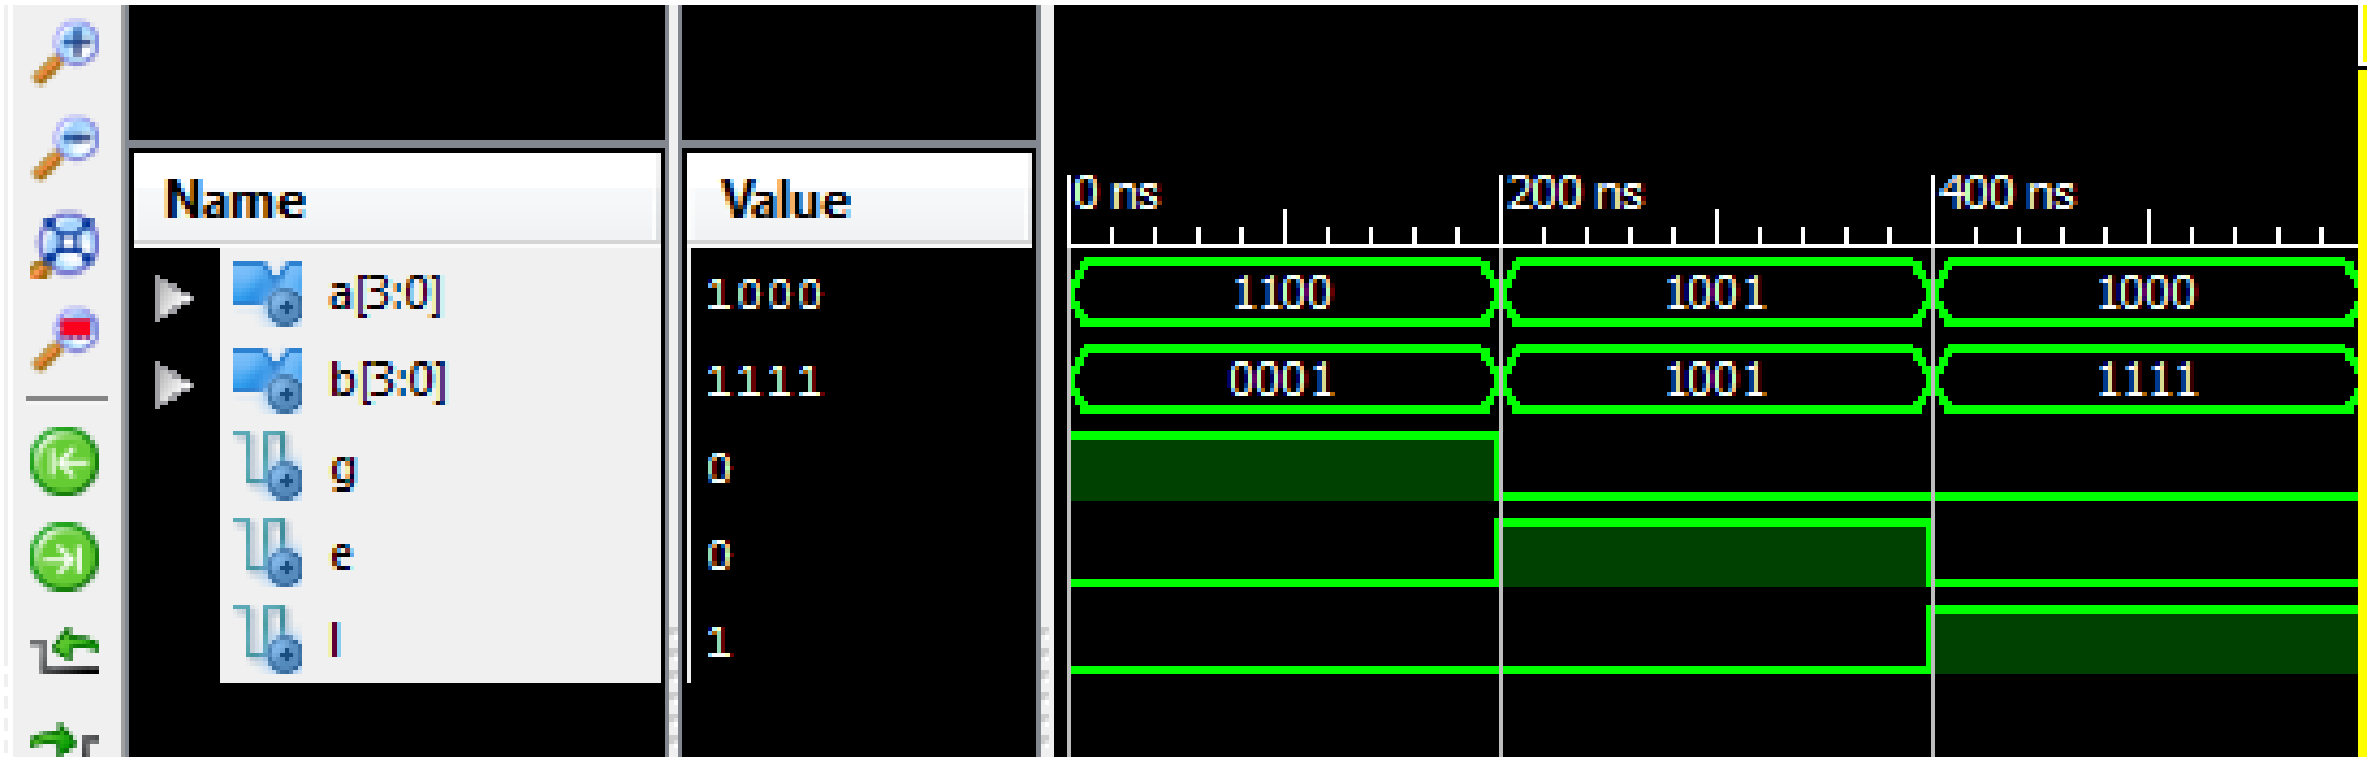 Name Value 0 ns 200 ns 400 ns
a[3:0] 1000 1100 1001 1000
b[3:0] 1111 0001 1001 1111
g 0
e 0
l 1